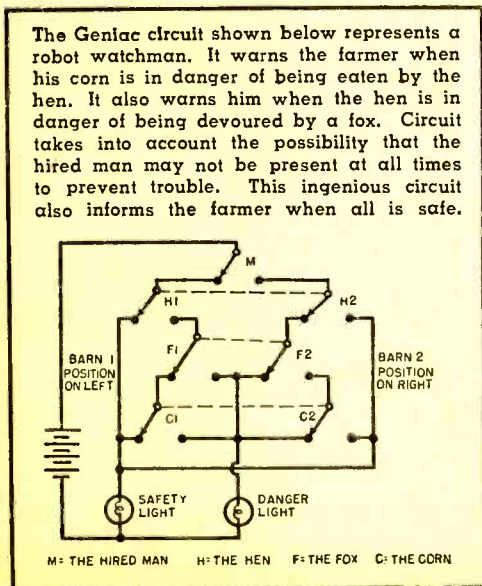 The Geniac circuit shown below represents a
robot watchman. It warns the farmer when
his corn is in danger of being eaten by the
hen. It also warns him when the hen is in
danger of being devoured by a fox. Circuit
takes into account the possibility that the
hired man may not be present at all times
to prevent trouble. This ingenious circuit
also informs the farmer when all is safe.
M
H1
H2
F1
F2
BARN 1
POSITION
ON LEFT
BARN 2
POSITION
ON RIGHT
C1
C2
SAFETY
LIGHT
DANGER
LIGHT
M= THE HIRED MAN H= THE HEN F= THE FOX C= THE CORN